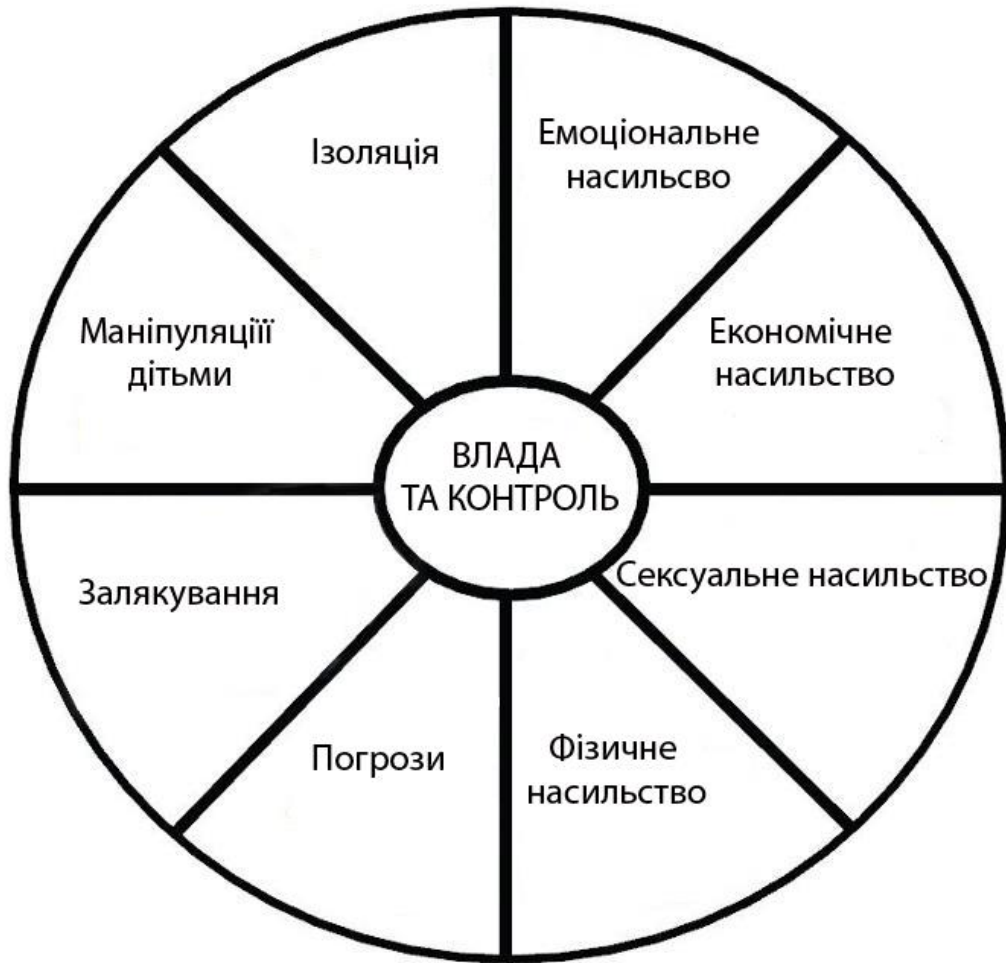 Ізоляція
Емоціональне
насильсво
Маніпуляціїї
дітьми
Економічне
насильство
ВЛАДА
ТА КОНТРОЛЬ
Залякування
Сексуальне насильство
Погрози
Фізичне
насильство